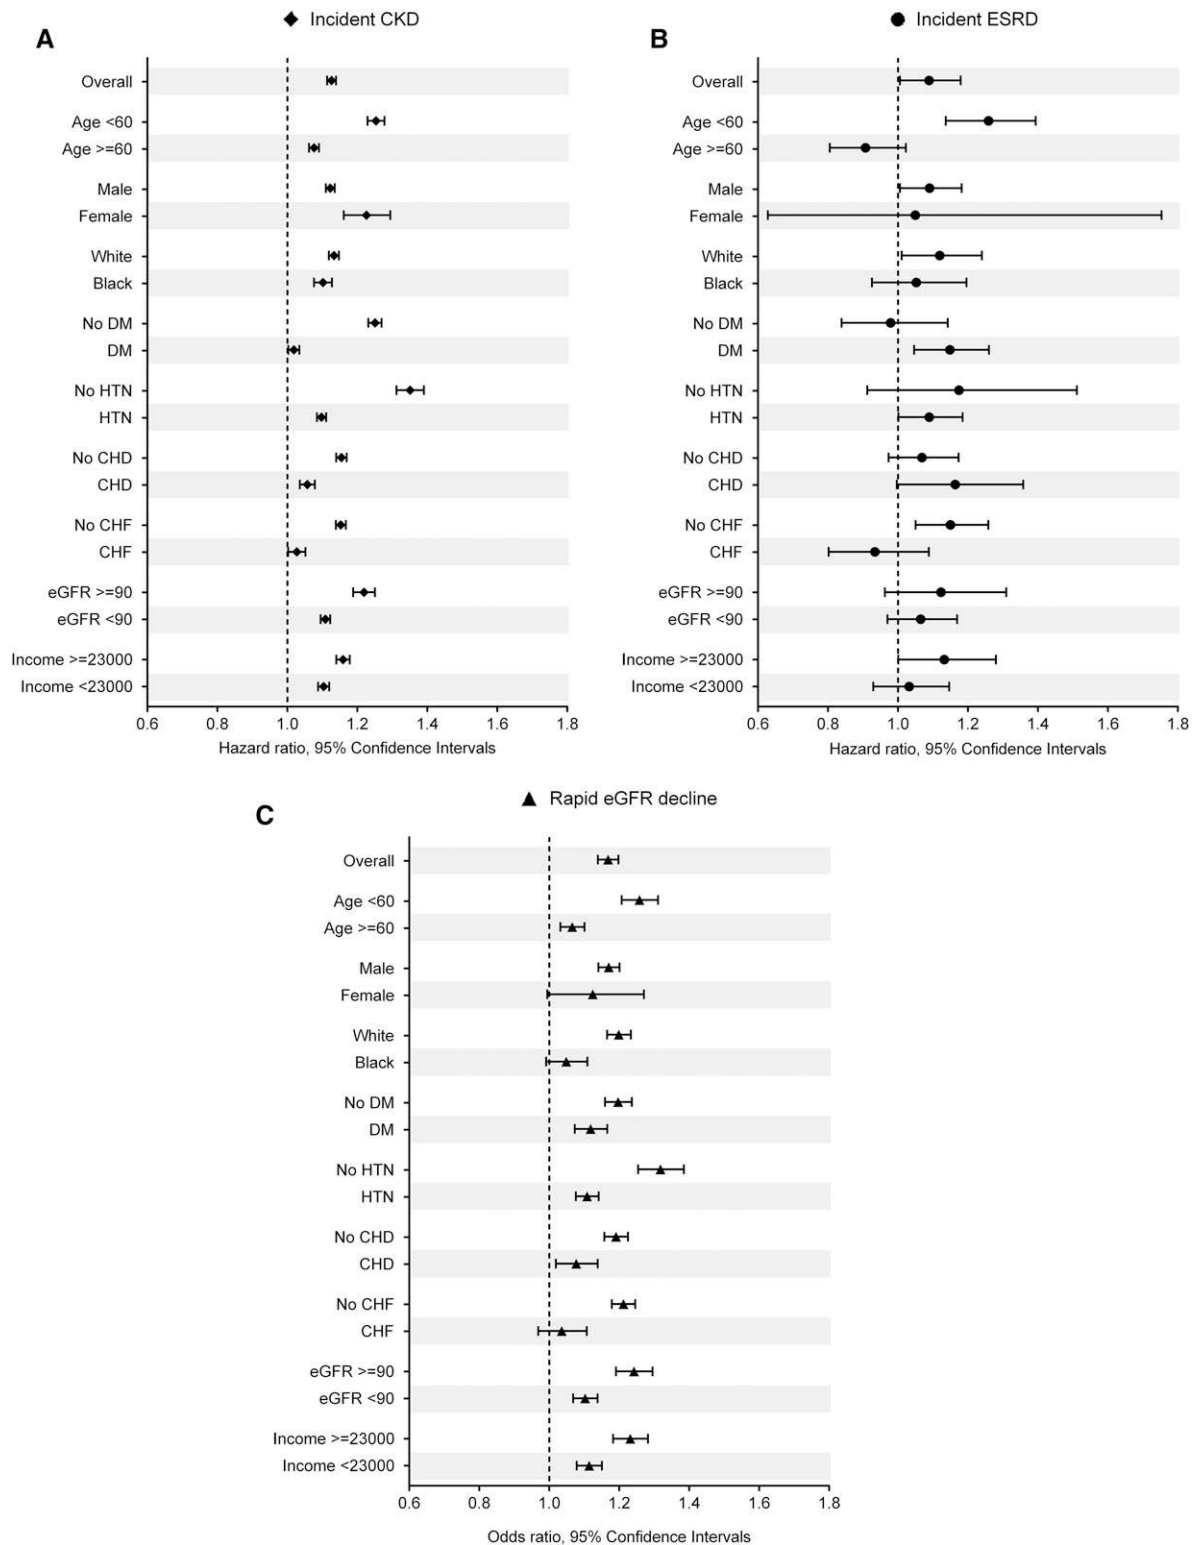 A
Incident CKD
Overall
Age <60
Age >=60
Male
Female
White
Black
No DM
DM
No HTN
HTN
No CHD
CHD
No CHF
CHF
eGFR >=90
eGFR <90
Income >=23000
Income <23000
0.6 0.8 1.0 1.2 1.4 1.6 1.8
Hazard ratio, 95% Confidence Intervals
B
Incident ESRD
Overall
Age <60
Age >=60
Male
Female
White
Black
No DM
DM
No HTN
HTN
No CHD
CHD
No CHF
CHF
eGFR >=90
eGFR <90
Income >=23000
Income <23000
0.6 0.8 1.0 1.2 1.4 1.6 1.8
Hazard ratio, 95% Confidence Intervals
C
Rapid eGFR decline
Overall
Age <60
Age >=60
Male
Female
White
Black
No DM
DM
No HTN
HTN
No CHD
CHD
No CHF
CHF
eGFR >=90
eGFR <90
Income >=23000
Income <23000
0.6 0.8 1.0 1.2 1.4 1.6 1.8
Odds ratio, 95% Confidence Intervals